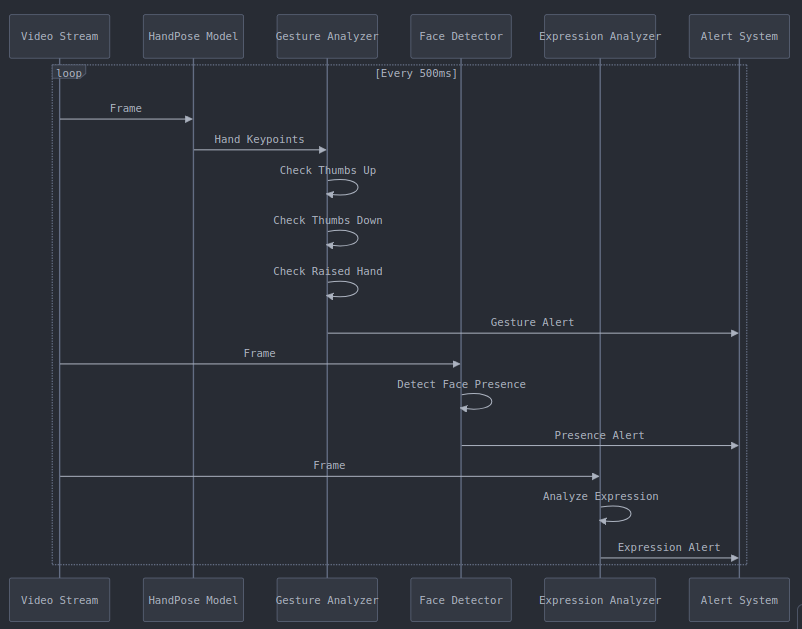 Video Stream
HandPose Model
Gesture Analyzer
Face Detector
Expression Analyzer
Alert System
loop
[Every 500ms]
Frame
Hand Keypoints
Check Thumbs Up
Check Thumbs Down
Check Raised Hand
Gesture Alert
Frame
Detect Face Presence
Presence Alert
Frame
Analyze Expression
Expression Alert
Video Stream
HandPose Model
Gesture Analyzer
Face Detector
Expression Analyzer
Alert System